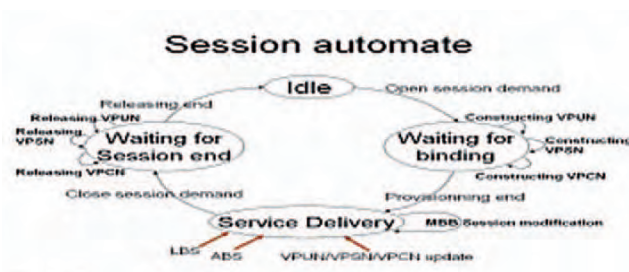 Session automate
Idle
Releasing end
Open session demand
Releasing VPUN
Releasing VPSN
Releasing VPCN
Waiting for Session end
Waiting for binding
Constructing VPUN
Constructing VPSN
Constructing VPCN
Close session demand
Provisionning end
Service Delivery
MBB Session modification
LBS
ABS
VPUN/VPSN/VPCN update